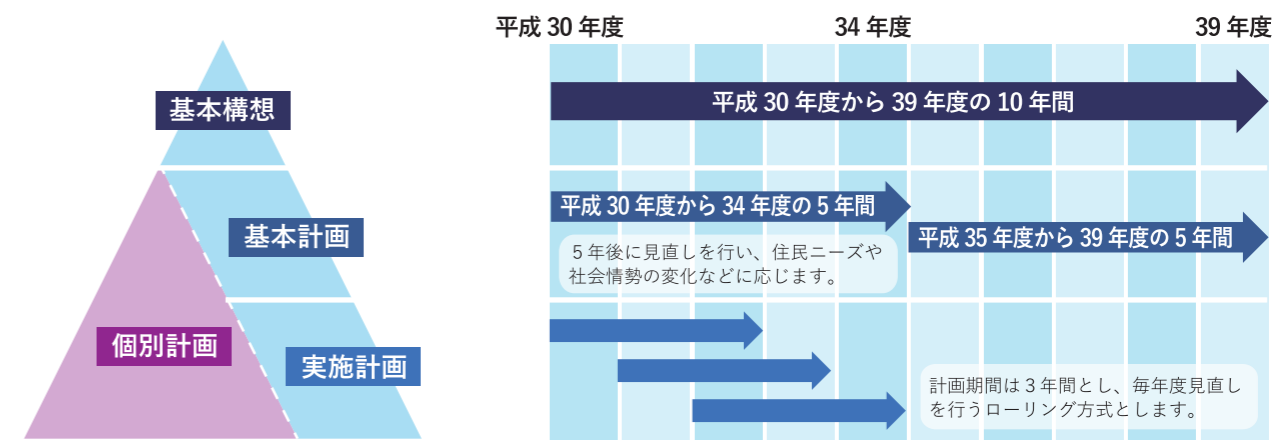 平成 30 年度
34 年度
39 年度
基本構想
平成 30 年度から 39 年度の 10 年間
基本計画
平成 30 年度から 34 年度の 5 年間
平成 35 年度から 39 年度の 5 年間
5 年後に見直しを行い、住民ニーズや
社会情勢の変化などに応じます。
個別計画
実施計画
計画期間は 3 年間とし、毎年度見直し
を行うローリング方式とします。